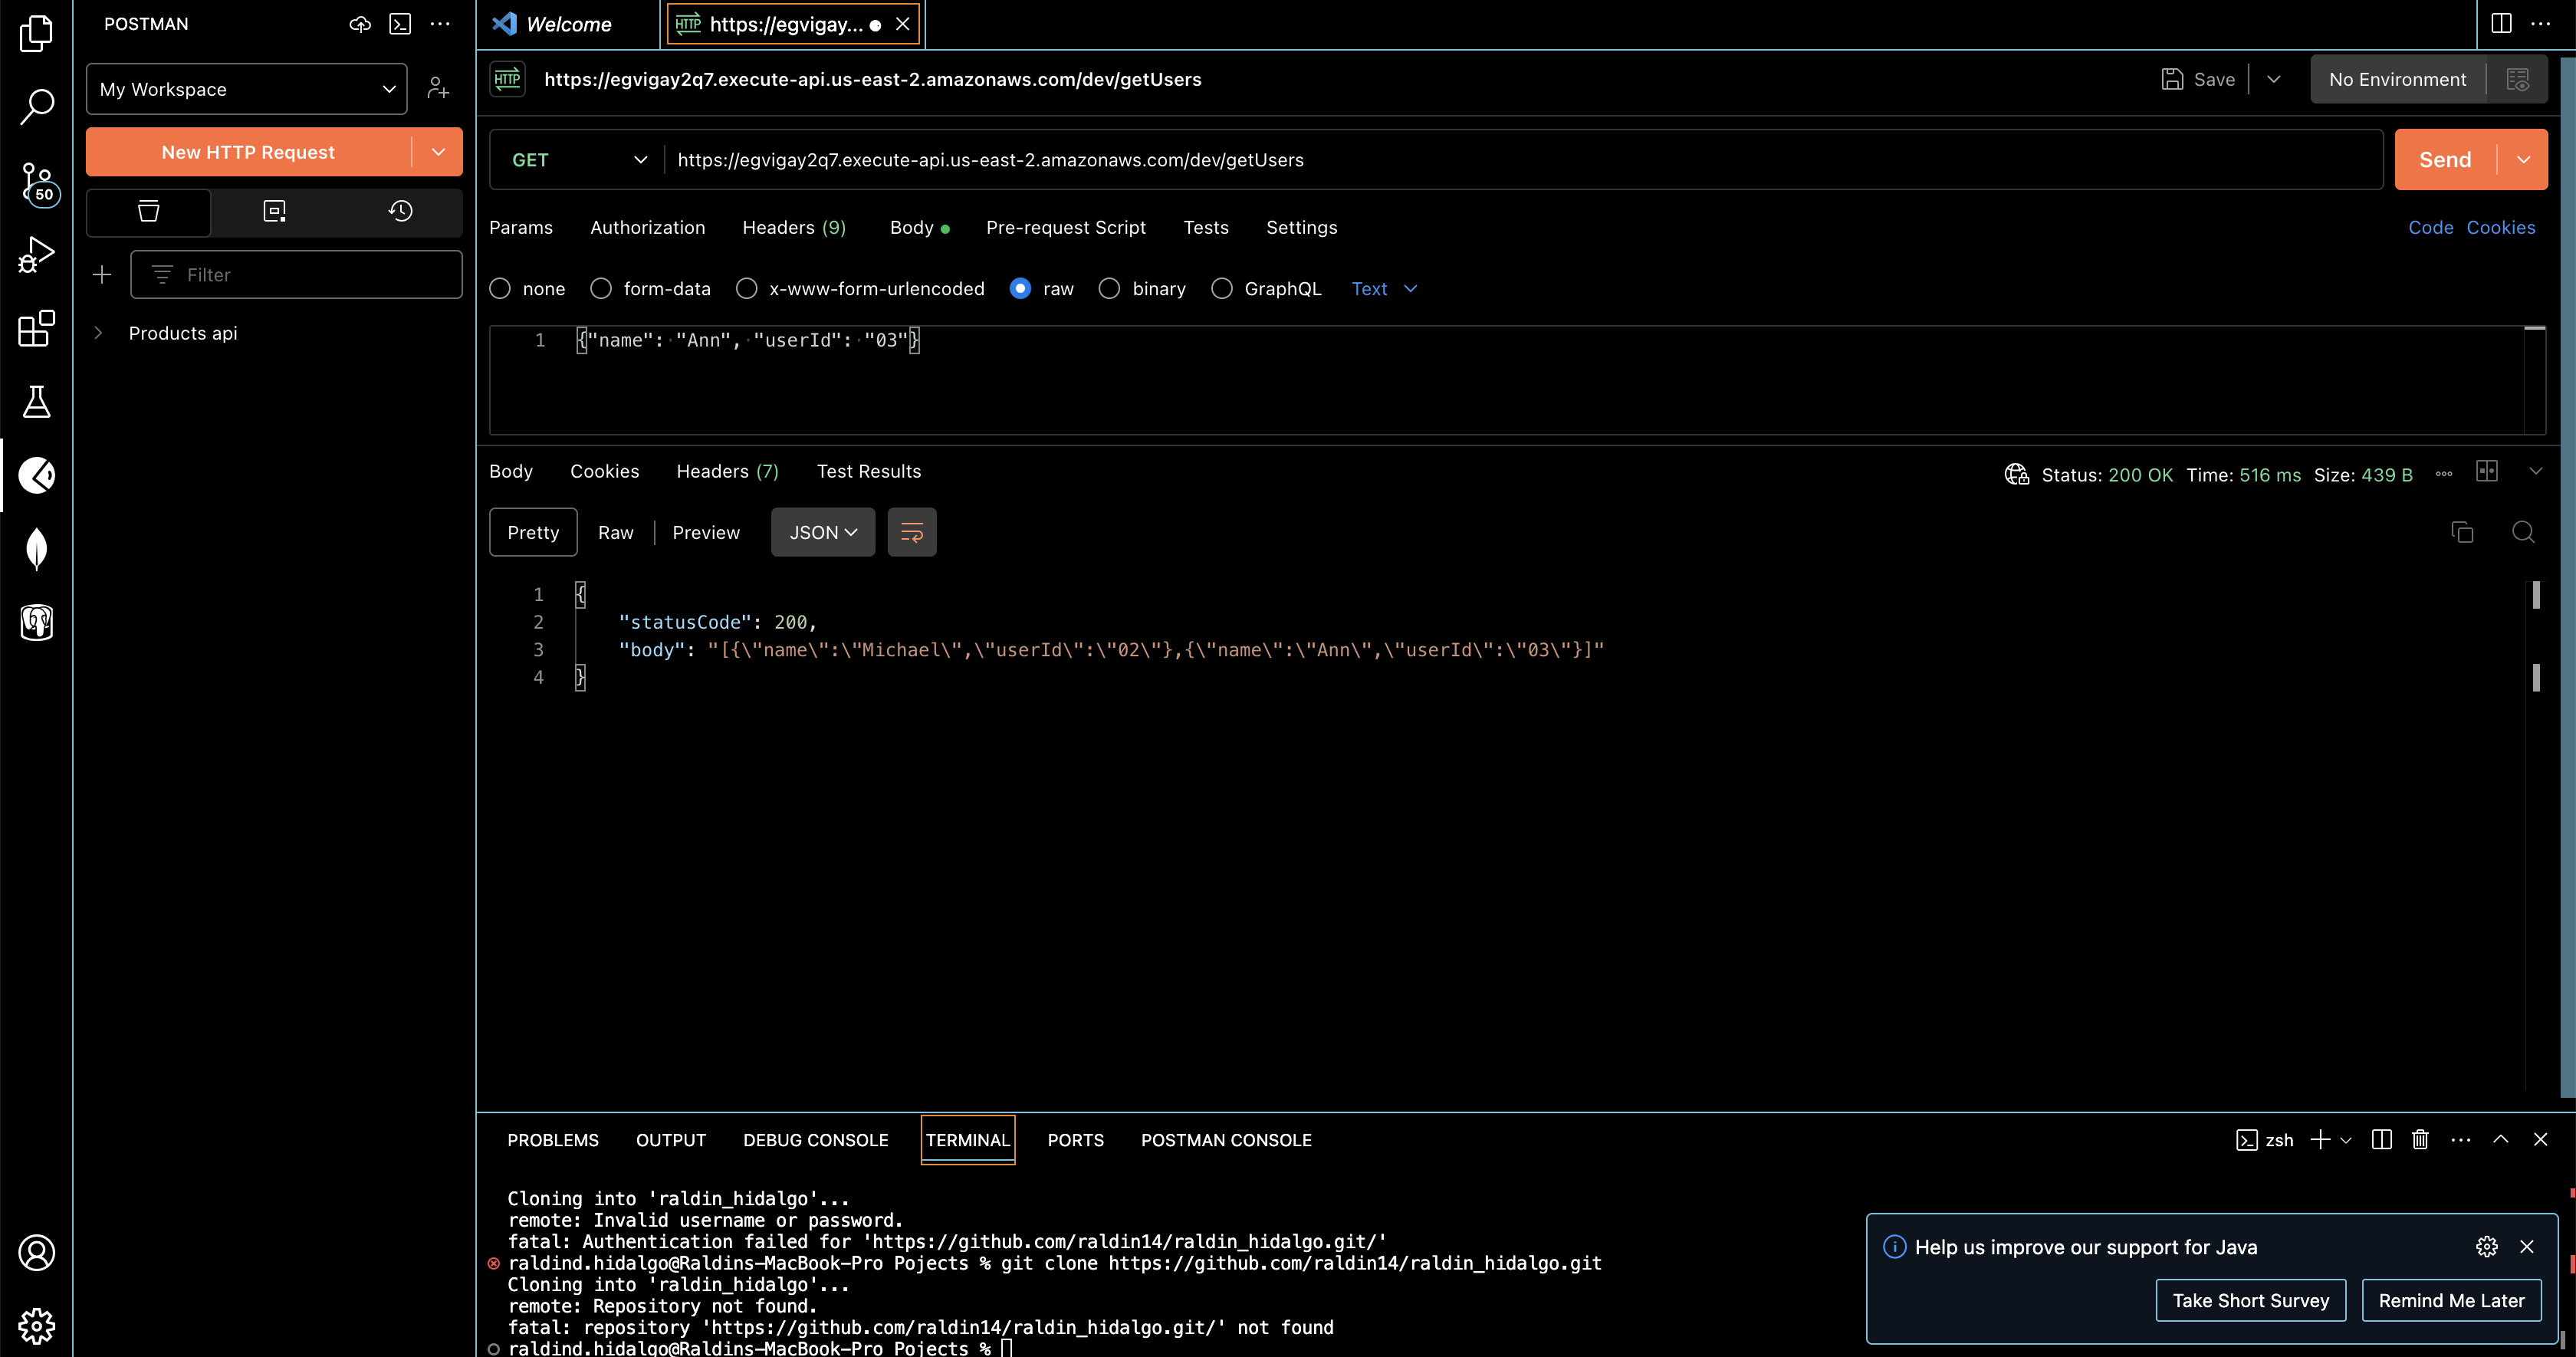 POSTMAN
My Workspace
New HTTP Request
50
Filter
Products api
Welcome
HTTP https://egvigay...
HTTP https://egvigay2q7.execute-api.us-east-2.amazonaws.com/dev/getUsers
Save
No Environment
GET https://egvigay2q7.execute-api.us-east-2.amazonaws.com/dev/getUsers
Send
Params Authorization Headers (9) Body Pre-request Script Tests Settings
Code Cookies
none form-data x-www-form-urlencoded raw binary GraphQL Text
1 {"name": "Ann", "userId": "03"}
Body Cookies Headers (7) Test Results
Status: 200 OK Time: 516 ms Size: 439 B
Pretty Raw Preview JSON
1 {
2 "statusCode": 200,
3 "body": "[{\"name\":\"Michael\",\"userId\":\"02\"},{\"name\":\"Ann\",\"userId\":\"03\"}]"
4 }
PROBLEMS OUTPUT DEBUG CONSOLE TERMINAL PORTS POSTMAN CONSOLE
zsh
Cloning into 'raldin_hidalgo'...
remote: Invalid username or password.
fatal: Authentication failed for 'https://github.com/raldin14/raldin_hidalgo.git/'
raldind.hidalgo@Raldins-MacBook-Pro Pojects % git clone https://github.com/raldin14/raldin_hidalgo.git
Cloning into 'raldin_hidalgo'...
remote: Repository not found.
fatal: repository 'https://github.com/raldin14/raldin_hidalgo.git/' not found
raldind.hidalgo@Raldins-MacBook-Pro Pojects %
Help us improve our support for Java
Take Short Survey Remind Me Later